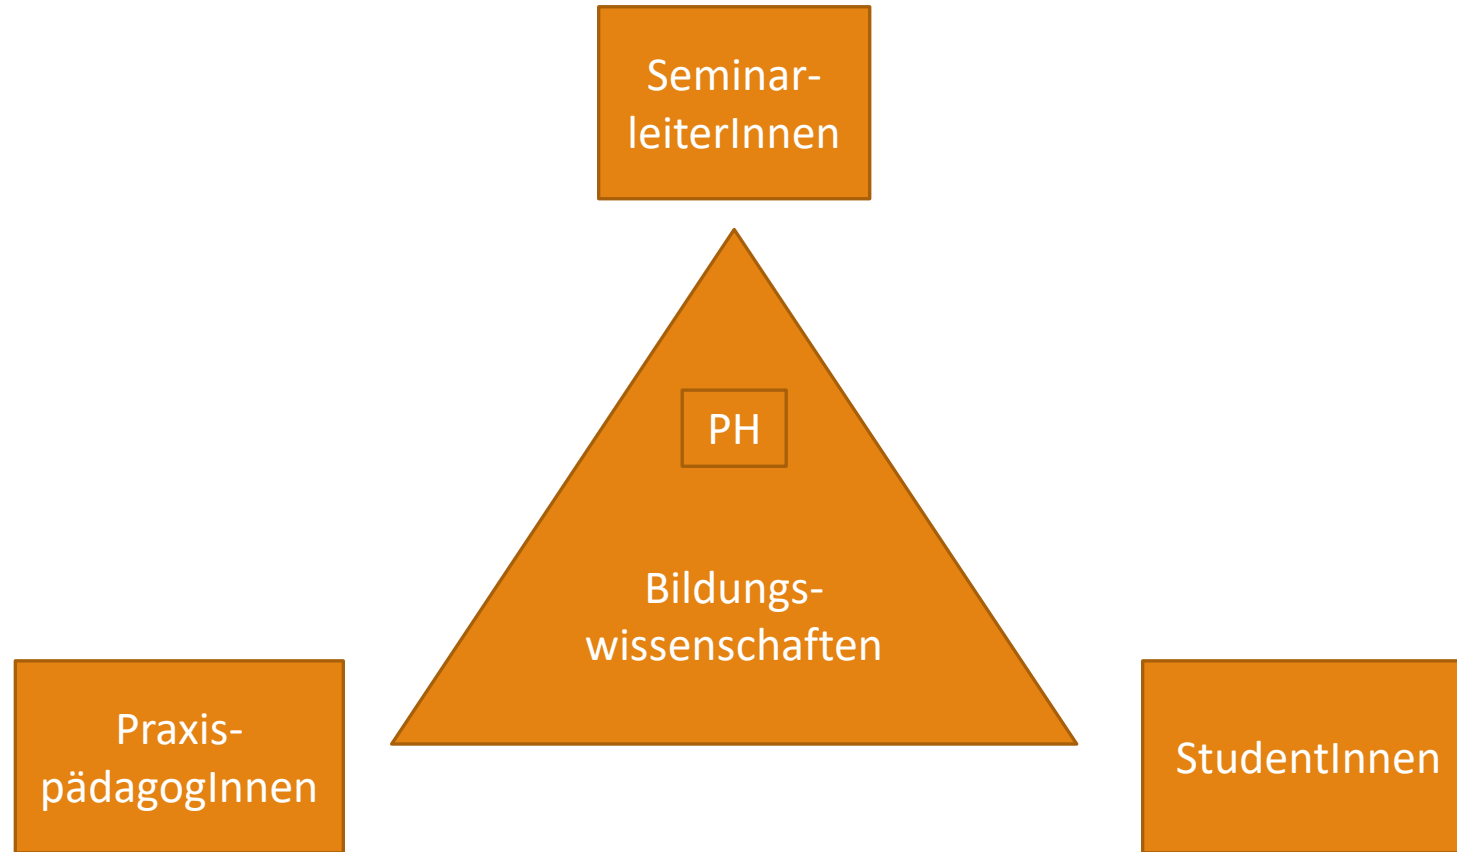 Seminar-
leiterInnen
PH
Bildungs-
wissenschaften
Praxis-
pädagogInnen
StudentInnen